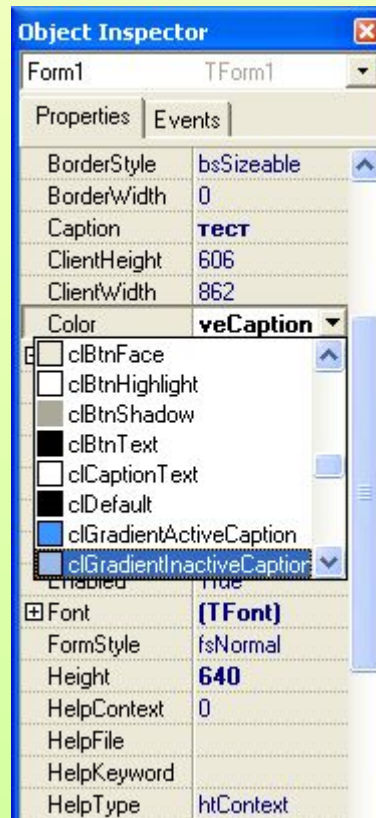 Object Inspector
Form1 TForm1
Properties Events
BorderStyle bsSizeable
BorderWidth 0
Caption тест
ClientHeight 606
ClientWidth 862
Color veCaption
clBtnFace
clBtnHighlight
clBtnShadow
clBtnText
clCaptionText
clDefault
clGradientActiveCaption
clGradientInactiveCaption
Enabled True
Font (TFont)
FormStyle fsNormal
Height 640
HelpContext 0
HelpFile
HelpKeyword
HelpType htContext